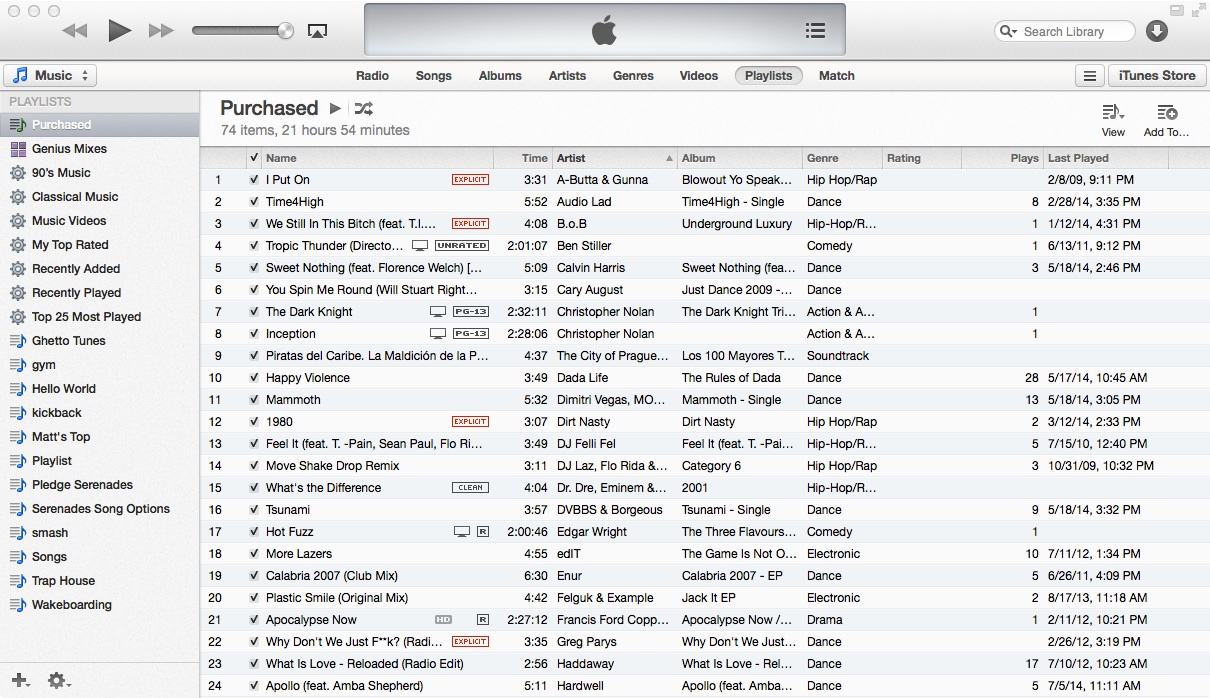 Search Library
Music Radio Songs Albums Artists Genres Videos Playlists Match iTunes Store
PLAYLISTS
Purchased
Genius Mixes
90's Music
Classical Music
Music Videos
My Top Rated
Recently Added
Recently Played
Top 25 Most Played
Ghetto Tunes
gym
Hello World
kickback
Matt's Top
Playlist
Pledge Serenades
Serenades Song Options
smash
Songs
Trap House
Wakeboarding
Purchased
74 items, 21 hours 54 minutes
View Add To...
✓ Name Time Artist Album Genre Rating Plays Last Played
1 ✓ I Put On EXPLICIT 3:31 A-Butta & Gunna Blowout Yo Speak... Hip Hop/Rap 2/8/09, 9:11 PM
2 ✓ Time4High 5:52 Audio Lad Time4High - Single Dance 8 2/28/14, 3:35 PM
3 ✓ We Still In This Bitch (feat. T.I.... EXPLICIT 4:08 B.o.B Underground Luxury Hip-Hop/R... 1 1/12/14, 4:31 PM
4 ✓ Tropic Thunder (Directo... UNRATED 2:01:07 Ben Stiller Comedy 1 6/13/11, 9:12 PM
5 ✓ Sweet Nothing (feat. Florence Welch) [... 5:09 Calvin Harris Sweet Nothing (fea... Dance 3 5/18/14, 2:46 PM
6 ✓ You Spin Me Round (Will Stuart Right... 3:15 Cary August Just Dance 2009 -... Dance
7 ✓ The Dark Knight PG-13 2:32:11 Christopher Nolan The Dark Knight Tri... Action & A... 1
8 ✓ Inception PG-13 2:28:06 Christopher Nolan Action & A... 1
9 ✓ Piratas del Caribe. La Maldición de la P... 4:37 The City of Prague... Los 100 Mayores T... Soundtrack
10 ✓ Happy Violence 3:49 Dada Life The Rules of Dada Dance 28 5/17/14, 10:45 AM
11 ✓ Mammoth 5:32 Dimitri Vegas, MO... Mammoth - Single Dance 13 5/18/14, 3:05 PM
12 ✓ 1980 EXPLICIT 3:07 Dirt Nasty Dirt Nasty Hip Hop/Rap 2 3/12/14, 2:33 PM
13 ✓ Feel It (feat. T. -Pain, Sean Paul, Flo Ri... 3:49 DJ Felli Fel Feel It (feat. T. -Pai... Hip-Hop/R... 5 7/15/10, 12:40 PM
14 ✓ Move Shake Drop Remix 3:11 DJ Laz, Flo Rida &... Category 6 Hip Hop/Rap 3 10/31/09, 10:32 PM
15 ✓ What's the Difference CLEAN 4:04 Dr. Dre, Eminem &... 2001 Hip-Hop/R...
16 ✓ Tsunami 3:57 DVBBS & Borgeous Tsunami - Single Dance 9 5/18/14, 3:32 PM
17 ✓ Hot Fuzz R 2:00:46 Edgar Wright The Three Flavours... Comedy 1
18 ✓ More Lazers 4:55 edIT The Game Is Not O... Electronic 10 7/11/12, 1:34 PM
19 ✓ Calabria 2007 (Club Mix) 6:30 Enur Calabria 2007 - EP Dance 5 6/26/11, 4:09 PM
20 ✓ Plastic Smile (Original Mix) 4:42 Felguk & Example Jack It EP Electronic 2 8/17/13, 11:18 AM
21 ✓ Apocalypse Now HD R 2:27:12 Francis Ford Copp... Apocalypse Now /... Drama 1 2/11/12, 10:21 PM
22 ✓ Why Don't We Just F**k? (Radi... EXPLICIT 3:35 Greg Parys Why Don't We Just... Dance 2/26/12, 3:19 PM
23 ✓ What Is Love - Reloaded (Radio Edit) 2:56 Haddaway What Is Love - Rel... Dance 17 7/10/12, 10:23 AM
24 ✓ Apollo (feat. Amba Shepherd) 5:11 Hardwell Apollo (feat. Amba... Dance 5 7/5/14, 11:11 AM